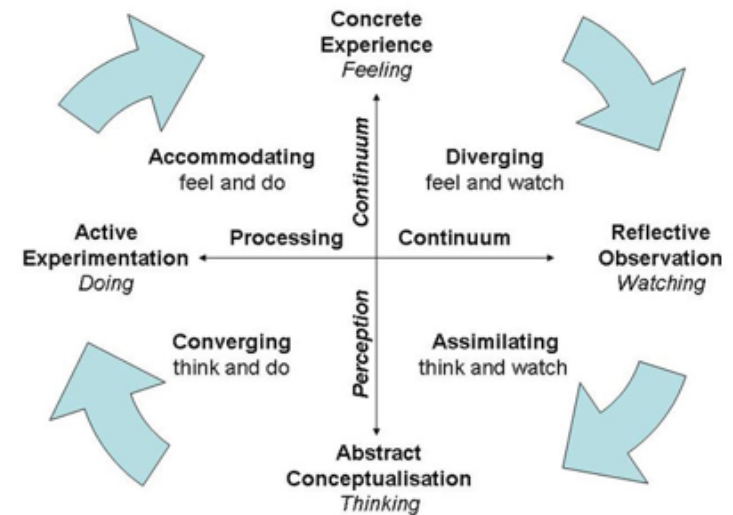 Concrete
Experience
Feeling
Accommodating
feel and do
Continuum
Diverging
feel and watch
Active
Experimentation
Doing
Processing
Continuum
Reflective
Observation
Watching
Converging
think and do
Perception
Assimilating
think and watch
Abstract
Conceptualisation
Thinking